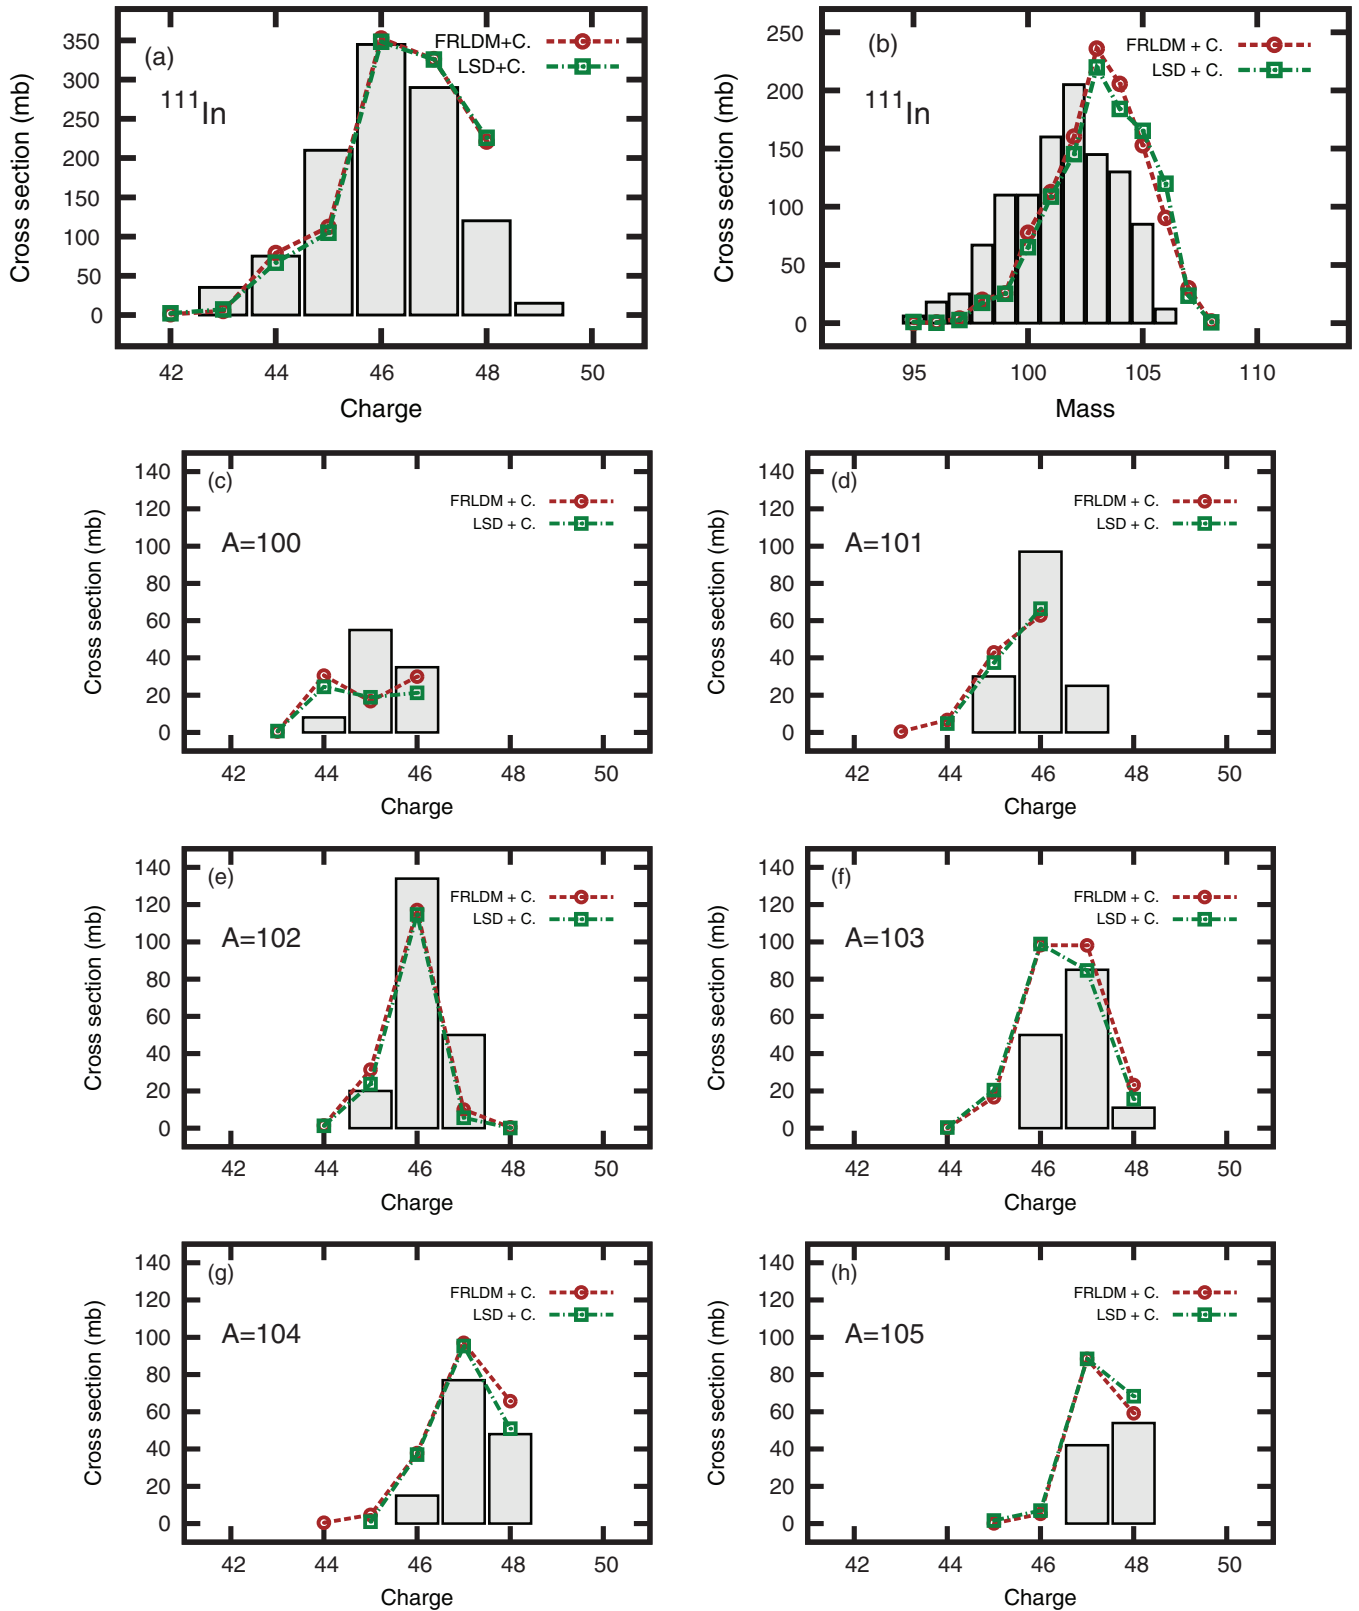 (a)
FRLDM+C.
LSD+C.
111In
350
300
250
200
150
100
50
0
Cross section (mb)
42 44 46 48 50
Charge
(b)
FRLDM + C.
LSD + C.
111In
250
200
150
100
50
0
Cross section (mb)
95 100 105 110
Mass
(c)
FRLDM + C.
LSD + C.
A=100
140
120
100
80
60
40
20
0
Cross section (mb)
42 44 46 48 50
Charge
(d)
FRLDM + C.
LSD + C.
A=101
140
120
100
80
60
40
20
0
Cross section (mb)
42 44 46 48 50
Charge
(e)
FRLDM + C.
LSD + C.
A=102
140
120
100
80
60
40
20
0
Cross section (mb)
42 44 46 48 50
Charge
(f)
FRLDM + C.
LSD + C.
A=103
140
120
100
80
60
40
20
0
Cross section (mb)
42 44 46 48 50
Charge
(g)
FRLDM + C.
LSD + C.
A=104
140
120
100
80
60
40
20
0
Cross section (mb)
42 44 46 48 50
Charge
(h)
FRLDM + C.
LSD + C.
A=105
140
120
100
80
60
40
20
0
Cross section (mb)
42 44 46 48 50
Charge